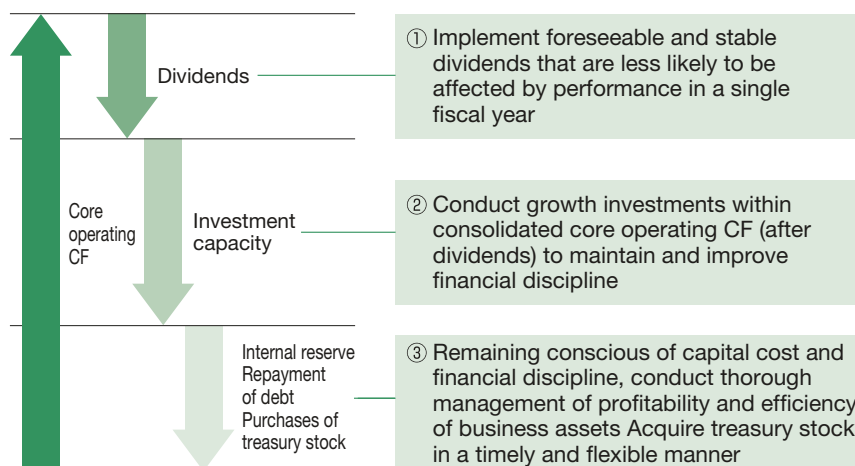 Core
operating
CF
Dividends
① Implement foreseeable and stable
dividends that are less likely to be
affected by performance in a single
fiscal year
Investment
capacity
② Conduct growth investments within
consolidated core operating CF (after
dividends) to maintain and improve
financial discipline
Internal reserve
Repayment
of debt
Purchases of
treasury stock
③ Remaining conscious of capital cost and
financial discipline, conduct thorough
management of profitability and efficiency
of business assets Acquire treasury stock
in a timely and flexible manner